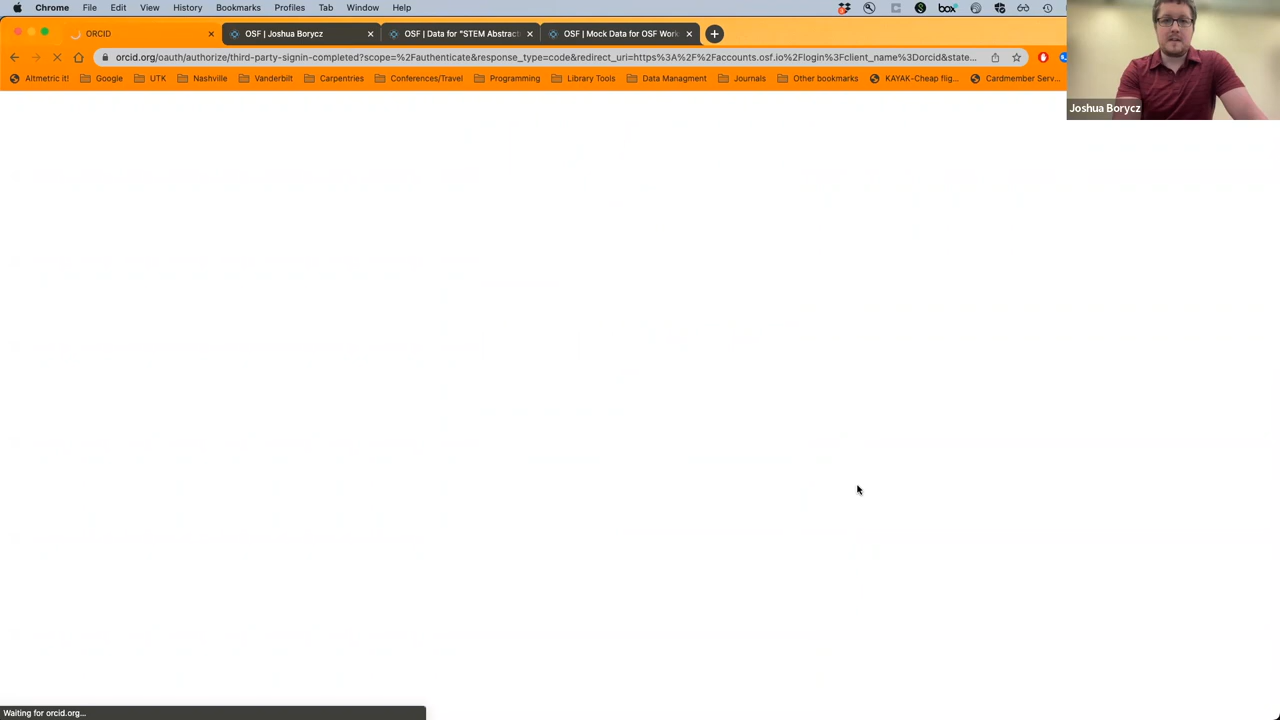 Chrome File Edit View History Bookmarks Profiles Tab Window Help
ORCID OSF | Joshua Borycz OSF | Data for "STEM Abstrac OSF | Mock Data for OSF Work
orcid.org/oauth/authorize/third-party-signin-completed?scope=%2Fauthenticate&response_type=code&redirect_uri=https%3A%2F%2Faccounts.osf.io%2Flogin%3Fclient_name%3Dorcid&state...
Altmetric it! Google UTK Nashville Vanderbilt Carpentries Conferences/Travel Programming Library Tools Data Managment Journals Other bookmarks KAYAK-Cheap flig... Cardmember Serv...
Joshua Borycz
Waiting for orcid.org...